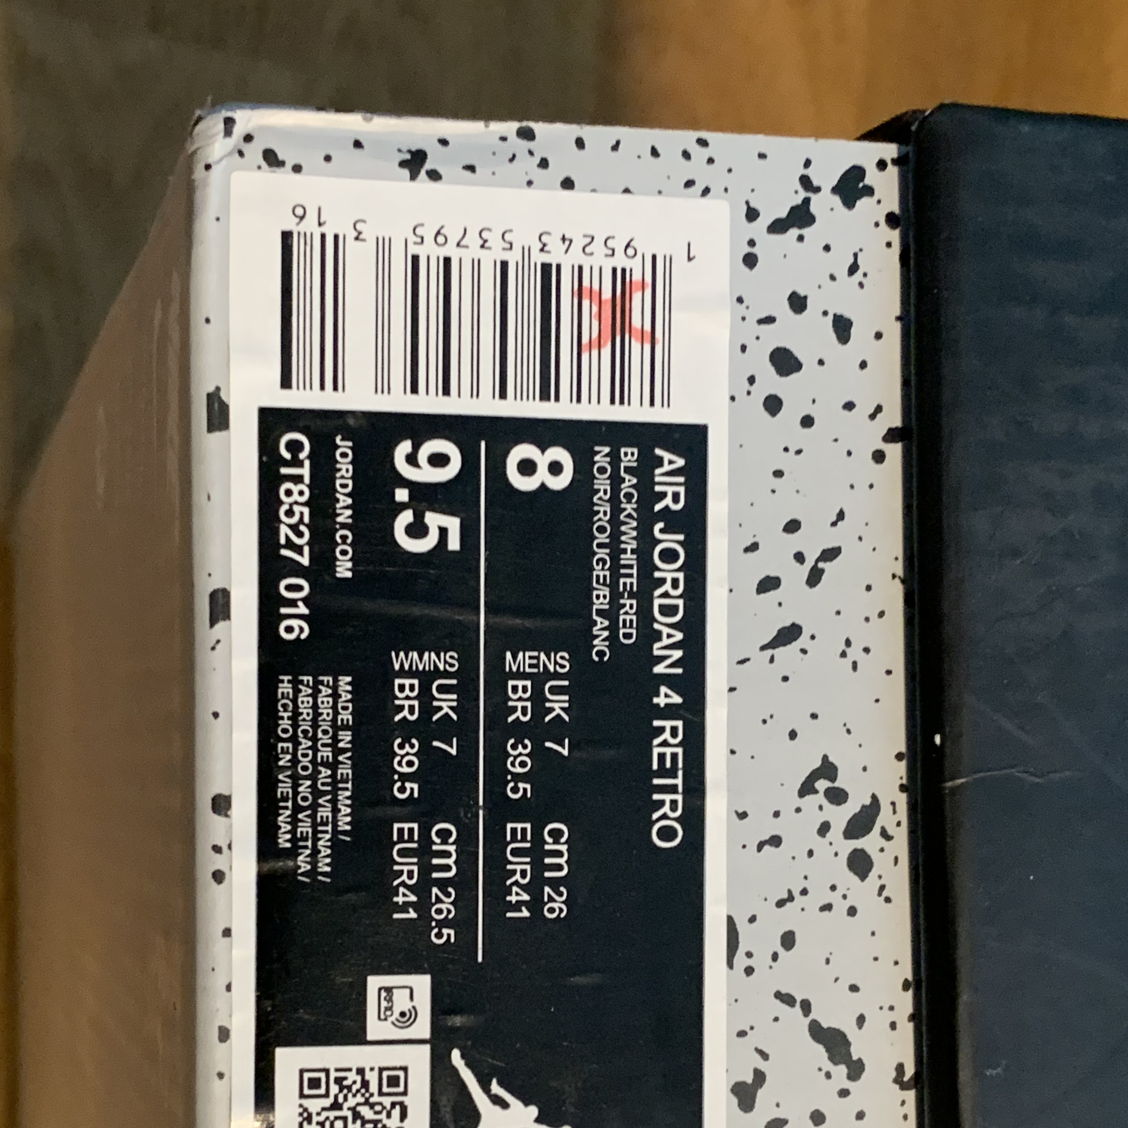 1 95243 53795 3 16
AIR JORDAN 4 RETRO
BLACK/WHITE-RED
NOIR/ROUGE/BLANC
8 MENS UK 7 cm 26
BR 39.5 EUR41
9.5 WMNS UK 7 cm 26.5
BR 39.5 EUR41
JORDAN.COM
CT8527 016
MADE IN VIETMAM /
FABRIQUE AU VIETNAM /
FABRICADO NO VIETNA /
HECHO EN VIETNAM